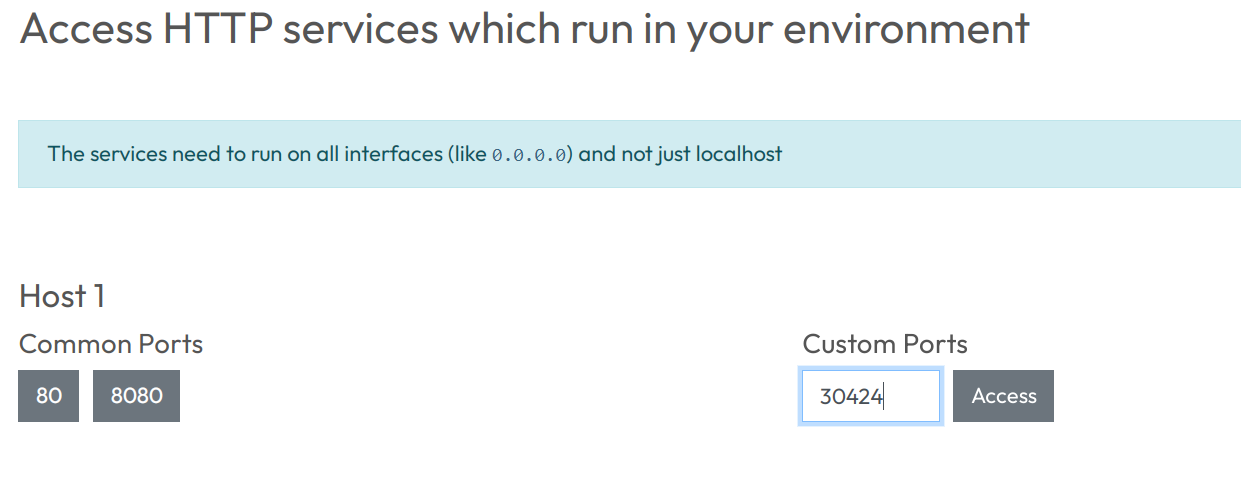 Access HTTP services which run in your environment
The services need to run on all interfaces (like 0.0.0.0) and not just localhost
Host 1
Common Ports
80 8080
Custom Ports
30424 Access